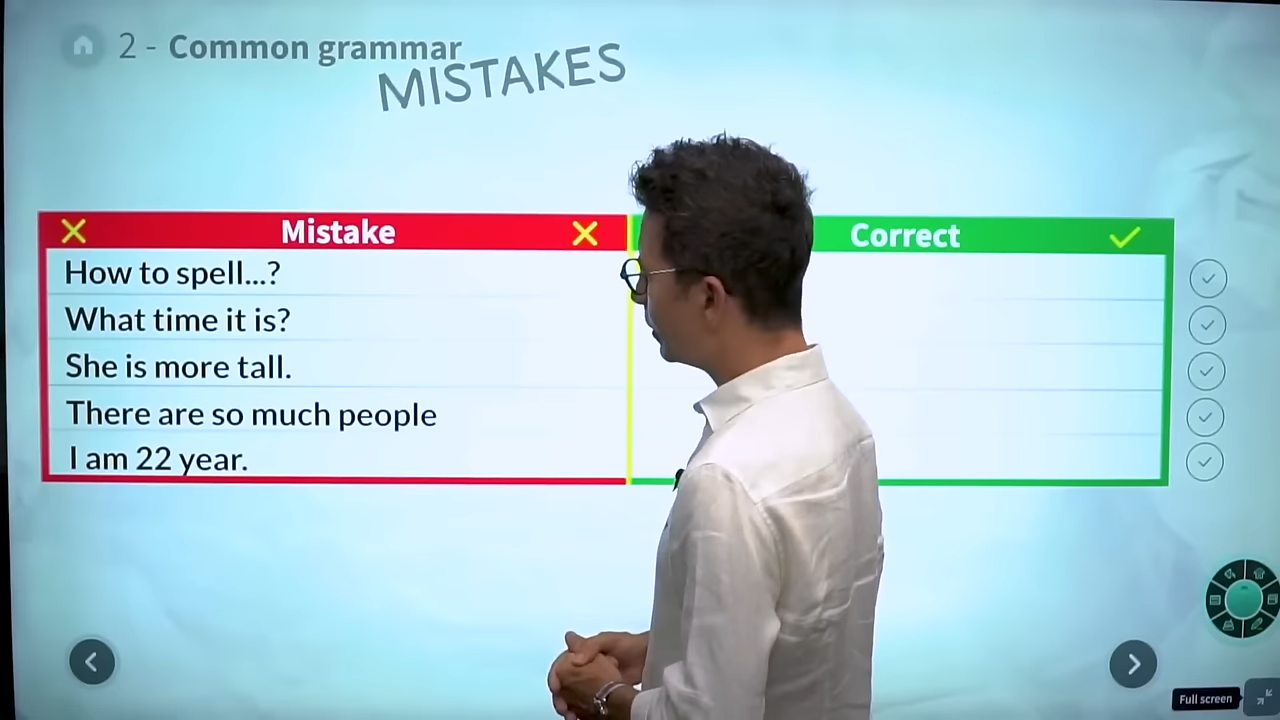 2 - Common grammar
MISTAKES
Mistake
Correct
How to spell...?
What time it is?
She is more tall.
There are so much people
I am 22 year.
Full screen